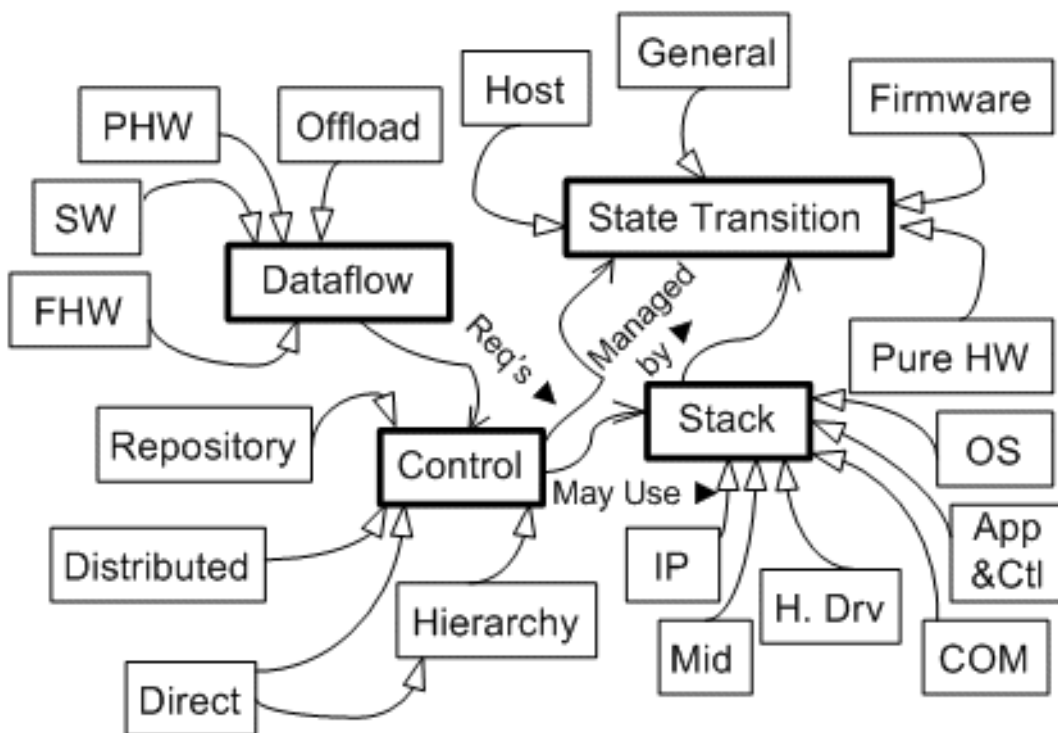 General
Host
Firmware
PHW
Offload
SW
State Transition
Dataflow
FHW
Req's
Managed
by
Pure HW
Repository
Control
Stack
OS
May Use
Distributed
IP
App
&Ctl
Hierarchy
H. Drv
Mid
COM
Direct